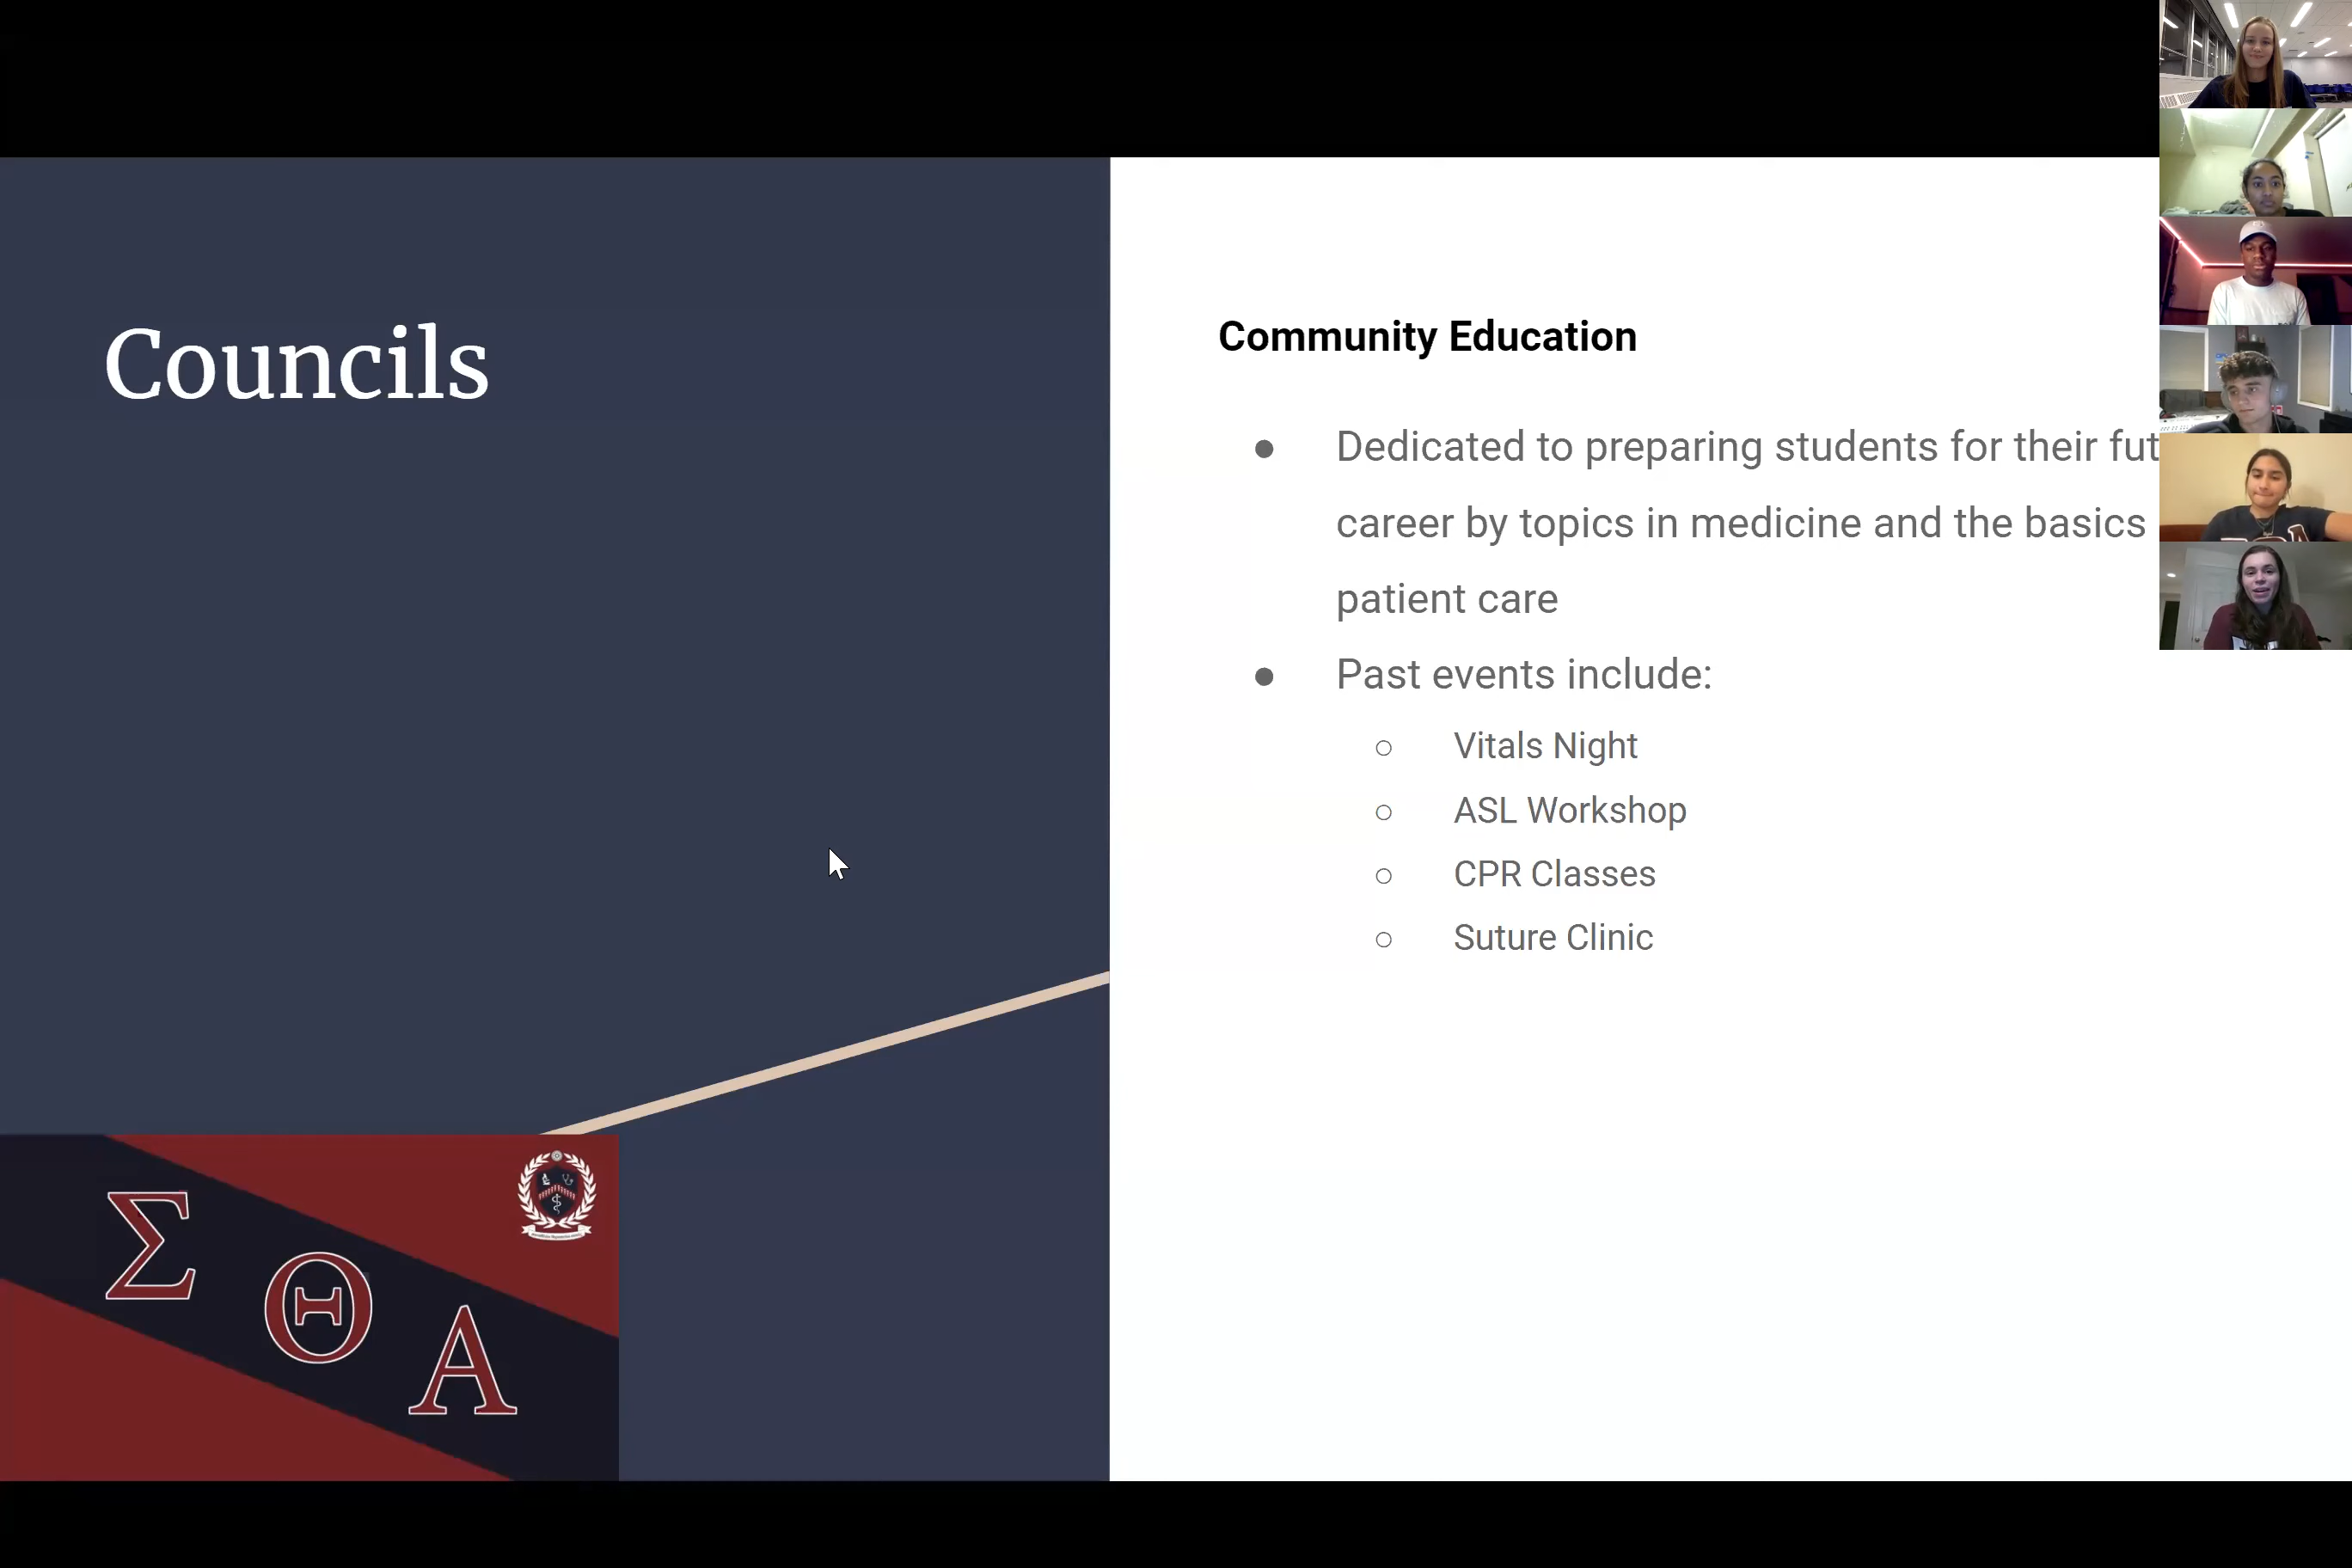 Councils
Community Education
● Dedicated to preparing students for their fut
career by topics in medicine and the basics
patient care
● Past events include:
○ Vitals Night
○ ASL Workshop
○ CPR Classes
○ Suture Clinic
Σ
Θ
Α